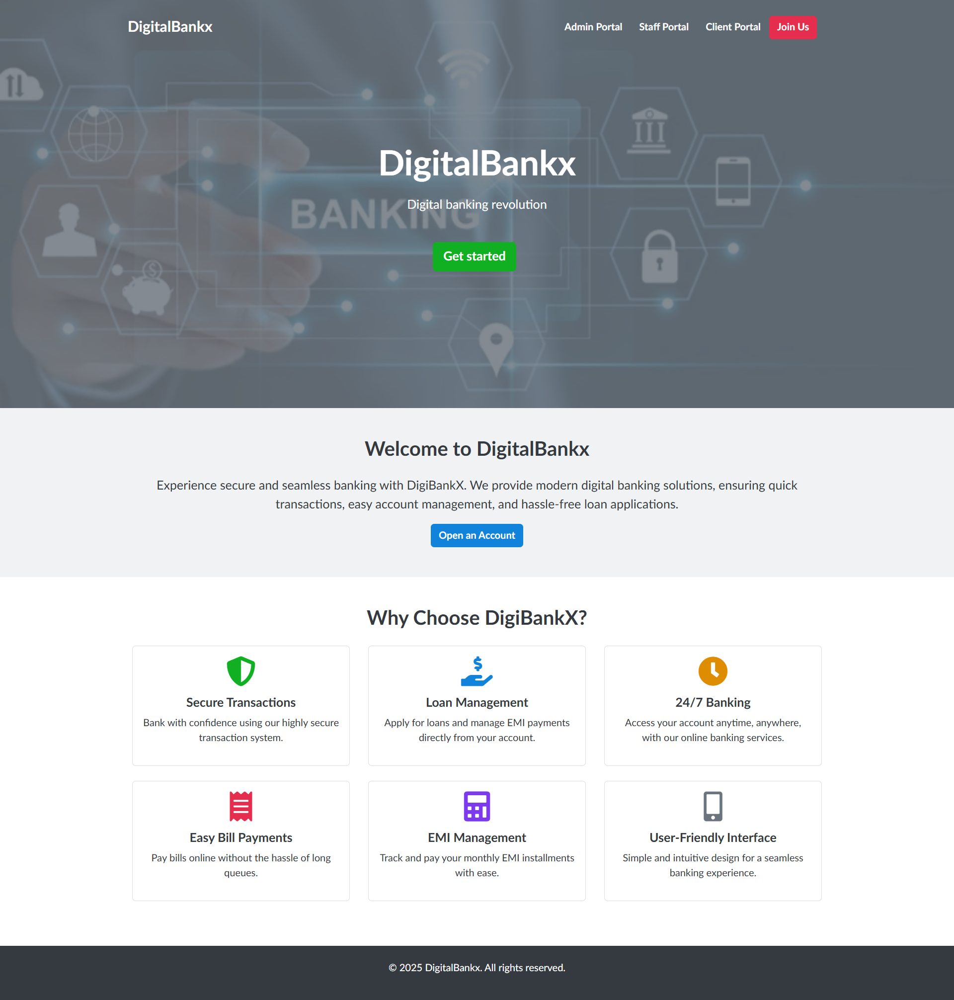 DigitalBankx
Admin Portal
Staff Portal
Client Portal
Join Us
DigitalBankx
Digital banking revolution
BANKING
Get started
Welcome to DigitalBankx
Experience secure and seamless banking with DigiBankX. We provide modern digital banking solutions, ensuring quick
transactions, easy account management, and hassle-free loan applications.
Open an Account
Why Choose DigiBankX?
Secure Transactions
Bank with confidence using our highly secure
transaction system.
Loan Management
Apply for loans and manage EMI payments
directly from your account.
24/7 Banking
Access your account anytime, anywhere,
with our online banking services.
Easy Bill Payments
Pay bills online without the hassle of long
queues.
EMI Management
Track and pay your monthly EMI installments
with ease.
User-Friendly Interface
Simple and intuitive design for a seamless
banking experience.
© 2025 DigitalBankx. All rights reserved.